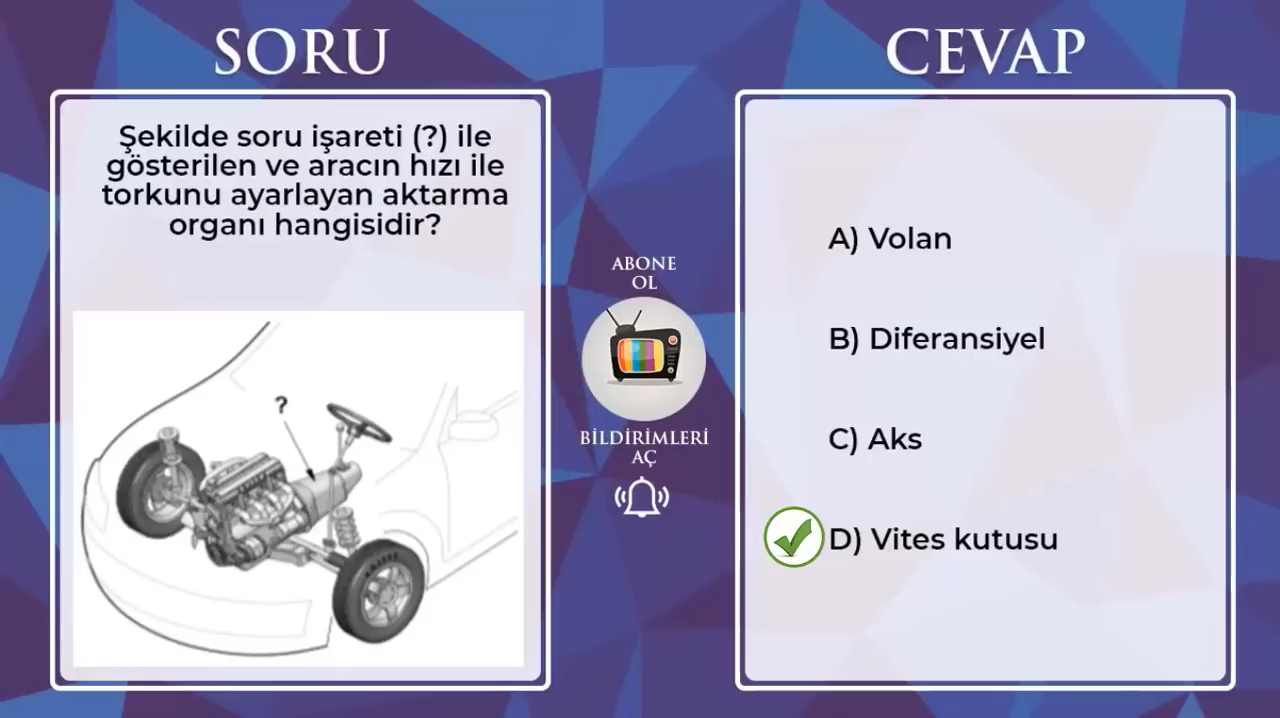 SORU
Şekilde soru işareti (?) ile
gösterilen ve aracın hızı ile
torkunu ayarlayan aktarma
organı hangisidir?
?
ABONE
OL
BİLDİRİMLERİ
AÇ
CEVAP
A) Volan
B) Diferansiyel
C) Aks
D) Vites kutusu